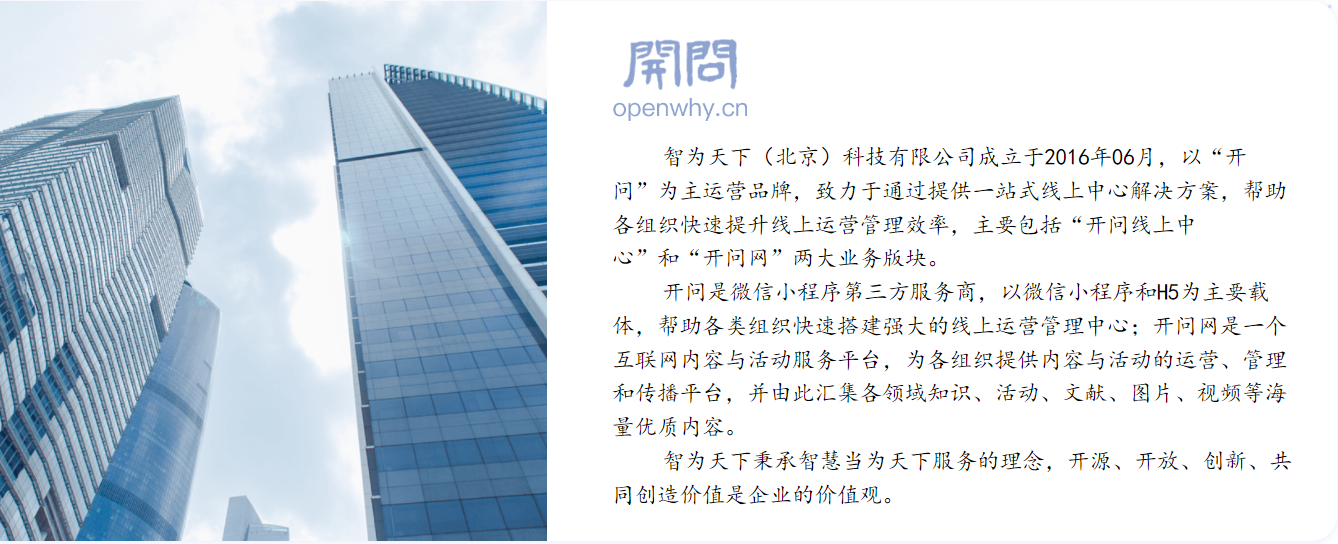 開問
openwhy.cn
智为天下（北京）科技有限公司成立于2016年06月，以“开
问”为主运营品牌，致力于通过提供一站式线上中心解决方案，帮助
各组织快速提升线上运营管理效率，主要包括“开问线上中
心”和“开问网”两大业务版块。
开问是微信小程序第三方服务商，以微信小程序和H5为主要载
体，帮助各类组织快速搭建强大的线上运营管理中心；开问网是一个
互联网内容与活动服务平台，为各组织提供内容与活动的运营、管理
和传播平台，并由此汇集各领域知识、活动、文献、图片、视频等海
量优质内容。
智为天下秉承智慧当为天下服务的理念，开源、开放、创新、共
同创造价值是企业的价值观。